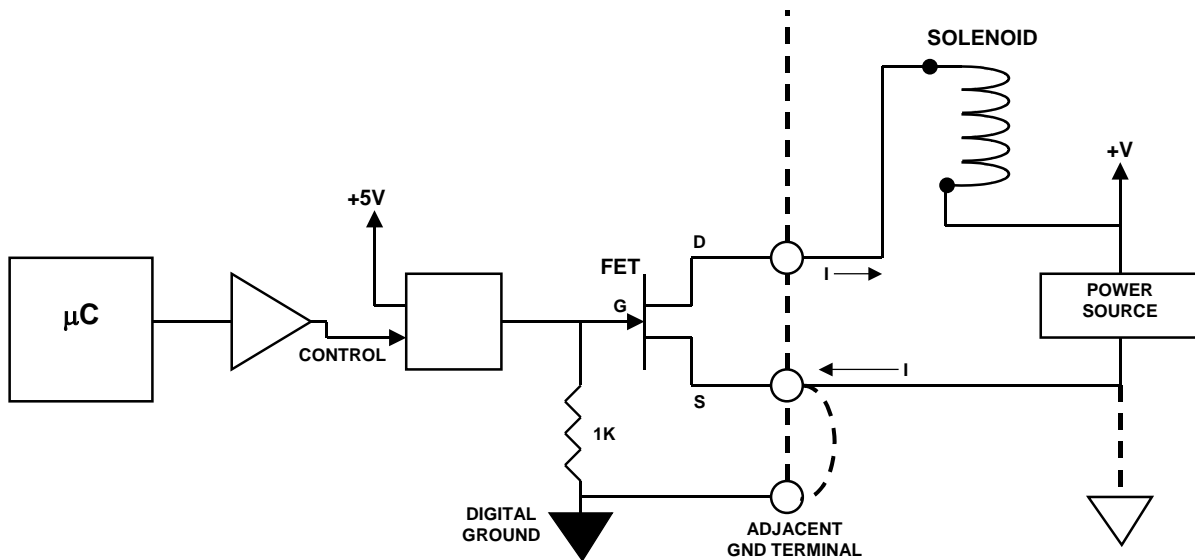 SOLENOID
+V
+5V
D
FET
I
G
μC
POWER
SOURCE
CONTROL
I
S
1K
DIGITAL
GROUND
ADJACENT
GND TERMINAL